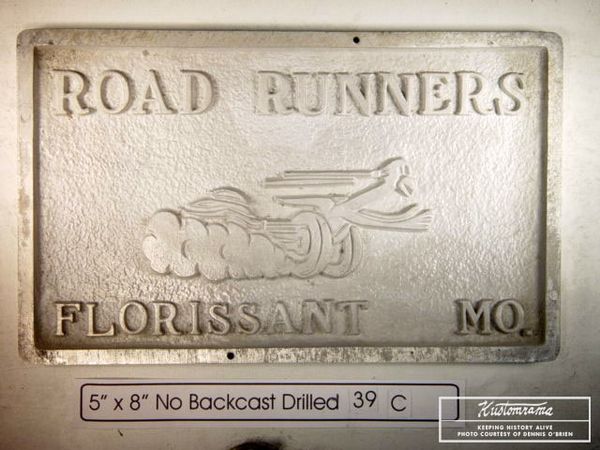 ROAD RUNNERS
FLORISSANT MO.
5" x 8" No Backcast Drilled 39 C
Kustomrama
KEEPING HISTORY ALIVE
PHOTO COURTESY OF DENNIS O'BRIEN